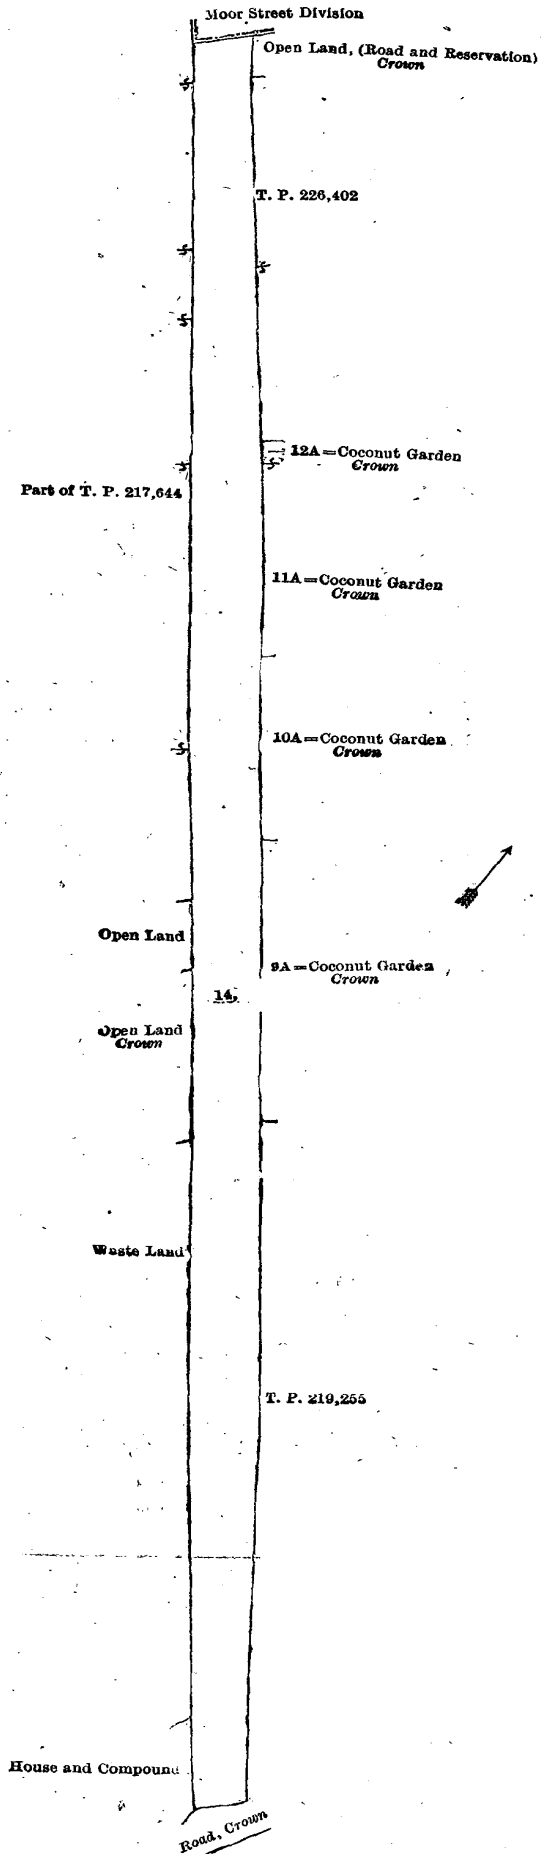 Moor Street Division
Open Land, (Road and Reservation)
Crown
T. P. 226,402
12A=Coconut Garden
Crown
Part of T. P. 217,644
11A=Coconut Garden
Crown
10A=Coconut Garden
Crown
Open Land
9A=Coconut Garden
Crown
14,
Open Land
Crown
Waste Land
T. P. 219,255
House and Compound
Road, Crown